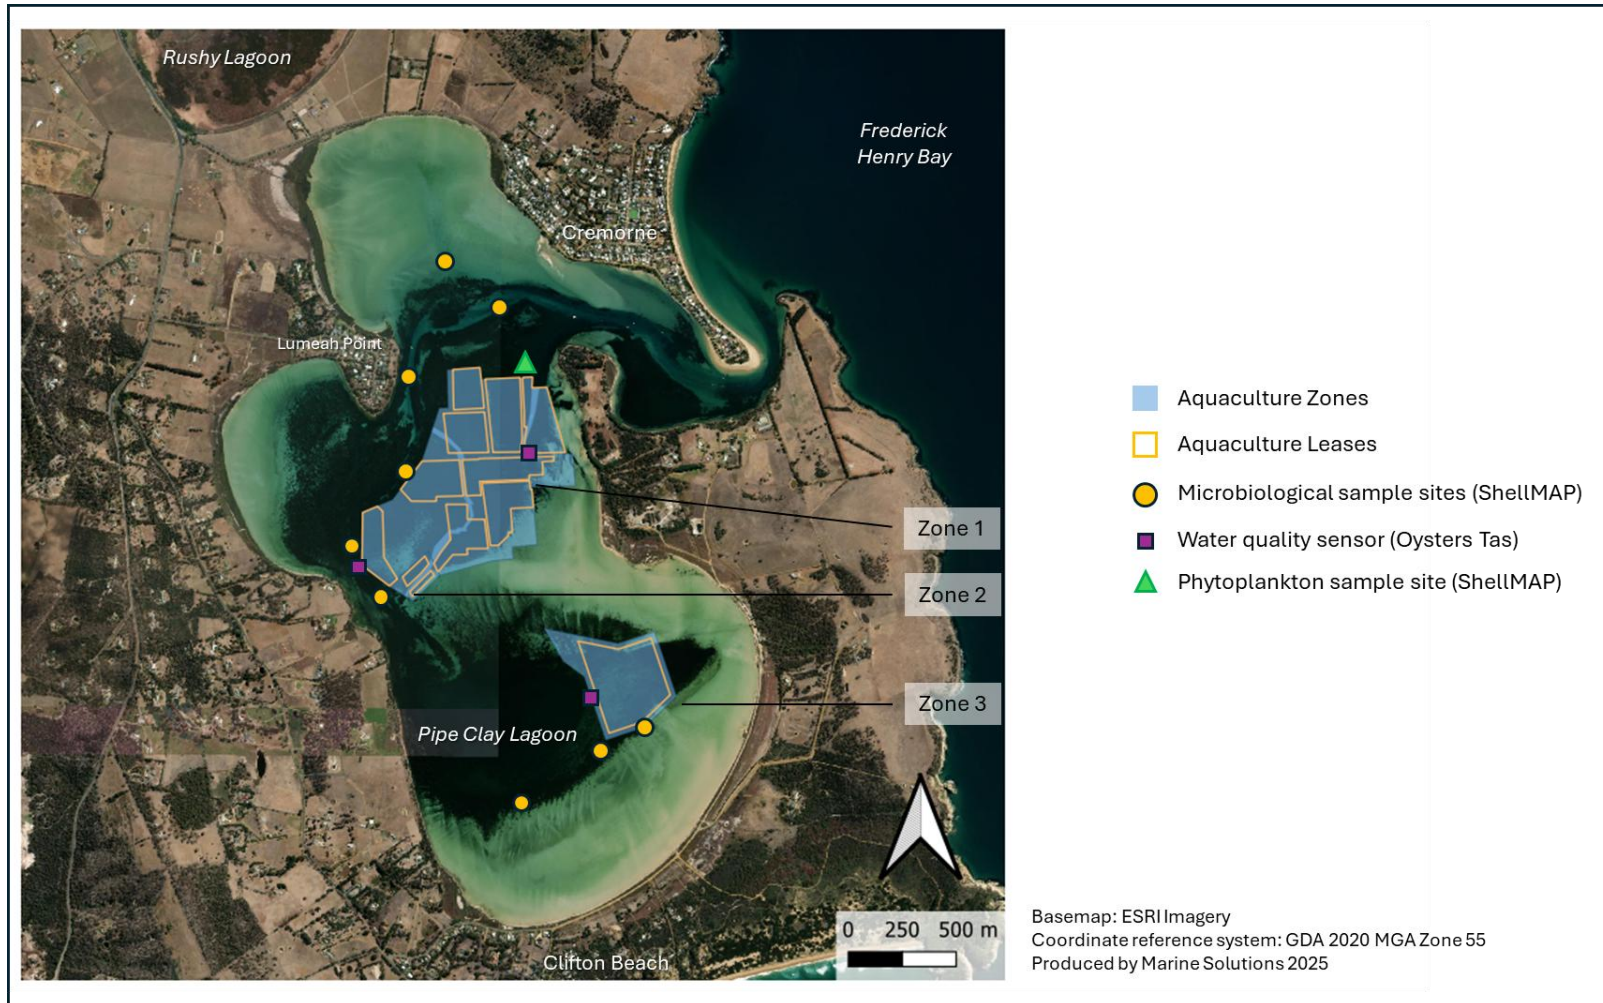 Rushy Lagoon
Frederick
Henry Bay
Cremorne
Lumeah Point
Zone 1
Zone 2
Zone 3
Pipe Clay Lagoon
Clifton Beach
0 250 500 m
Aquaculture Zones
Aquaculture Leases
Microbiological sample sites (ShellMAP)
Water quality sensor (Oysters Tas)
Phytoplankton sample site (ShellMAP)
Basemap: ESRI Imagery
Coordinate reference system: GDA 2020 MGA Zone 55
Produced by Marine Solutions 2025